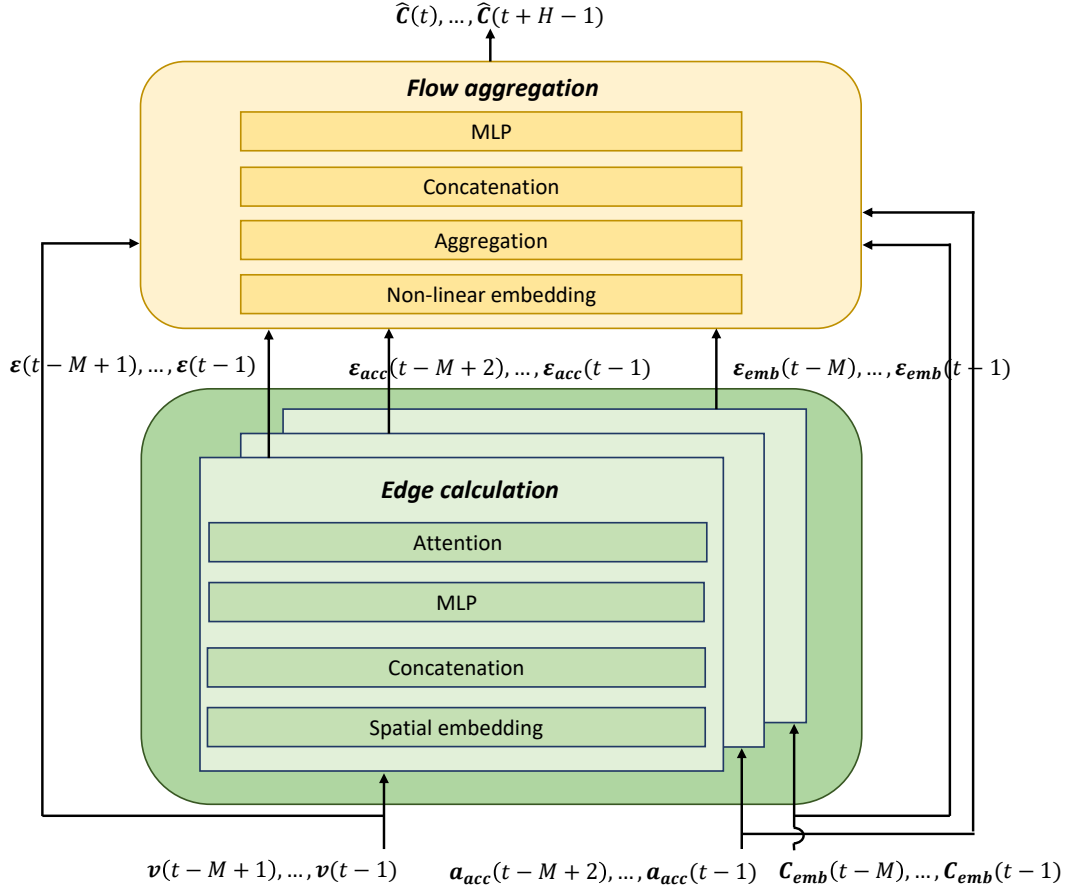 Ĉ(t), ..., Ĉ(t + H − 1)
Flow aggregation
MLP
Concatenation
Aggregation
Non-linear embedding
ε(t − M + 1), ..., ε(t − 1)
ε_acc(t − M + 2), ..., ε_acc(t − 1)
ε_emb(t − M), ..., ε_emb(t − 1)
Edge calculation
Attention
MLP
Concatenation
Spatial embedding
v(t − M + 1), ..., v(t − 1)
a_acc(t − M + 2), ..., a_acc(t − 1)
C_emb(t − M), ..., C_emb(t − 1)